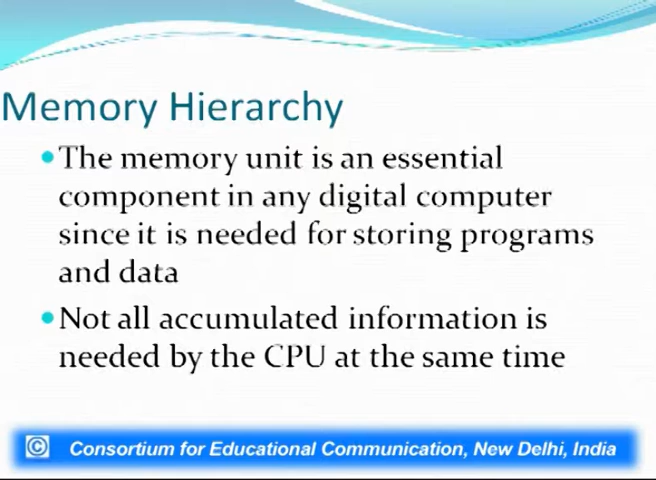 Memory Hierarchy
•The memory unit is an essential
component in any digital computer
since it is needed for storing programs
and data
•Not all accumulated information is
needed by the CPU at the same time
© Consortium for Educational Communication, New Delhi, India